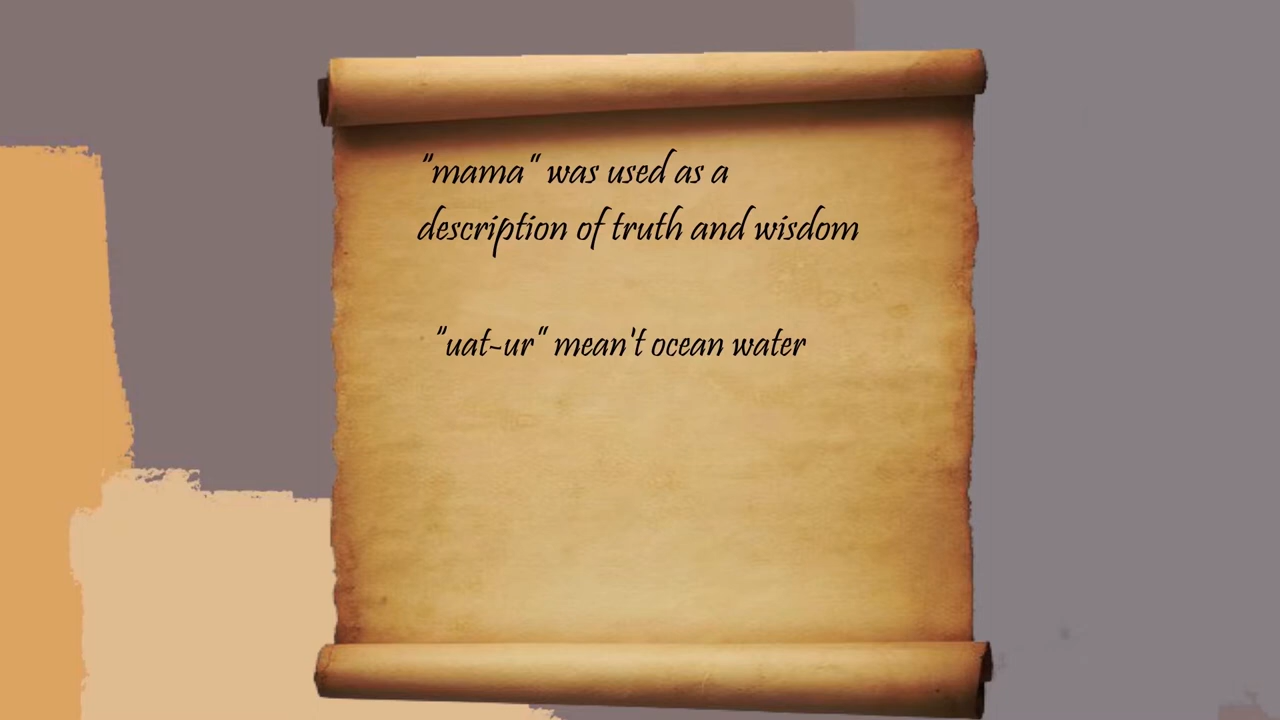 "mama" was used as a
description of truth and wisdom
"uat-ur" mean't ocean water